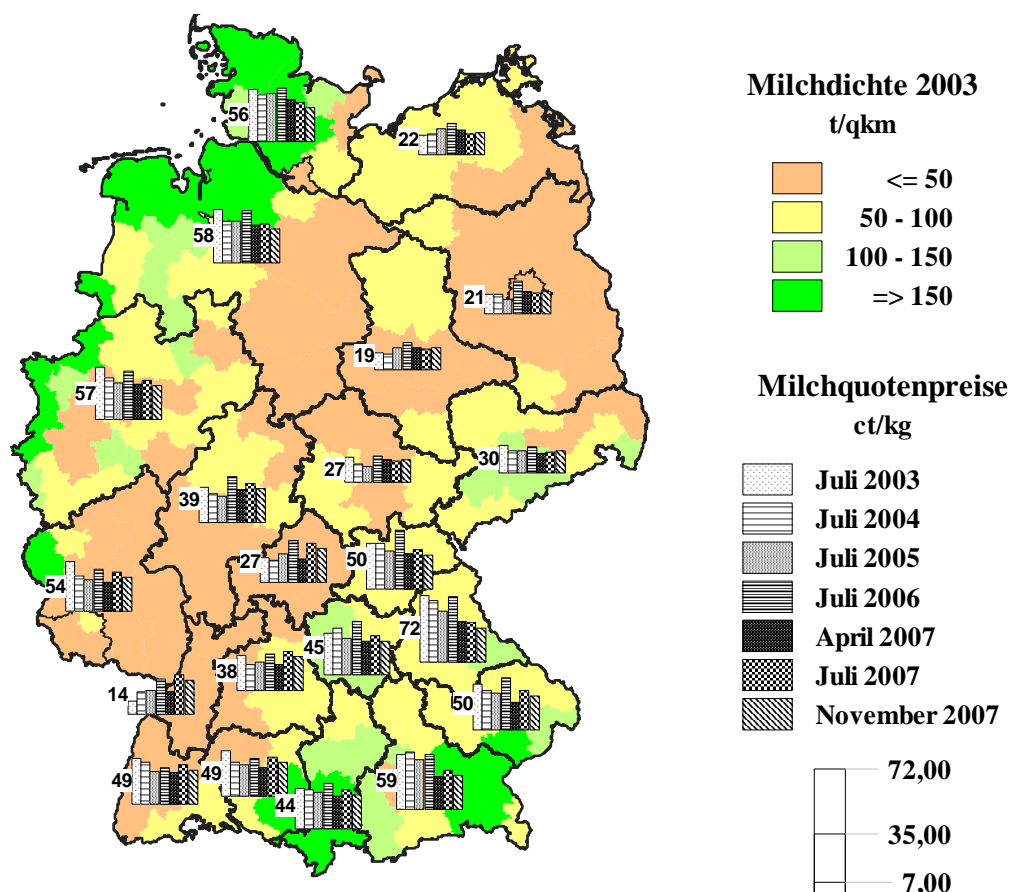 Milchdichte 2003
t/qkm
<= 50
50 - 100
100 - 150
=> 150
Milchquotenpreise
ct/kg
Juli 2003
Juli 2004
Juli 2005
Juli 2006
April 2007
Juli 2007
November 2007
72,00
35,00
7,00
56
22
58
21
19
57
30
27
39
50
27
54
72
45
38
14
50
49
49
59
44